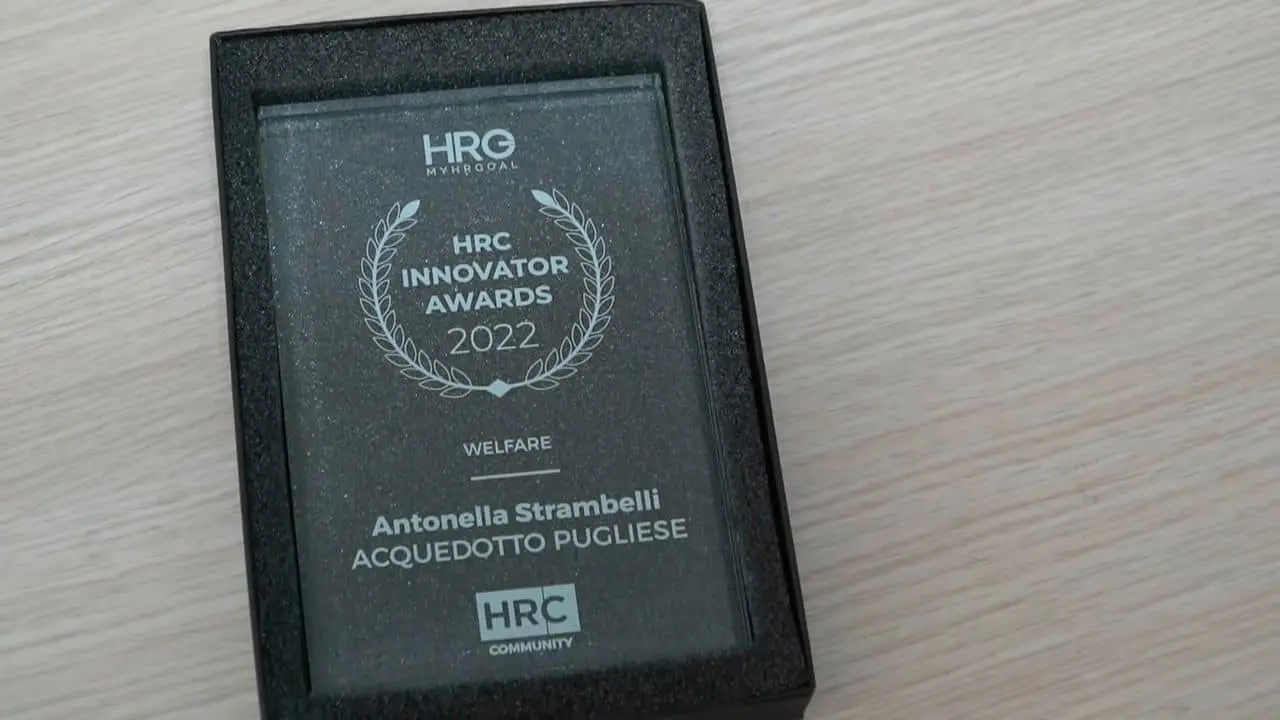 HRG
MYHRGOAL
HRC
INNOVATOR
AWARDS
2022
WELFARE
Antonella Strambelli
ACQUEDOTTO PUGLIESE
HRC
COMMUNITY